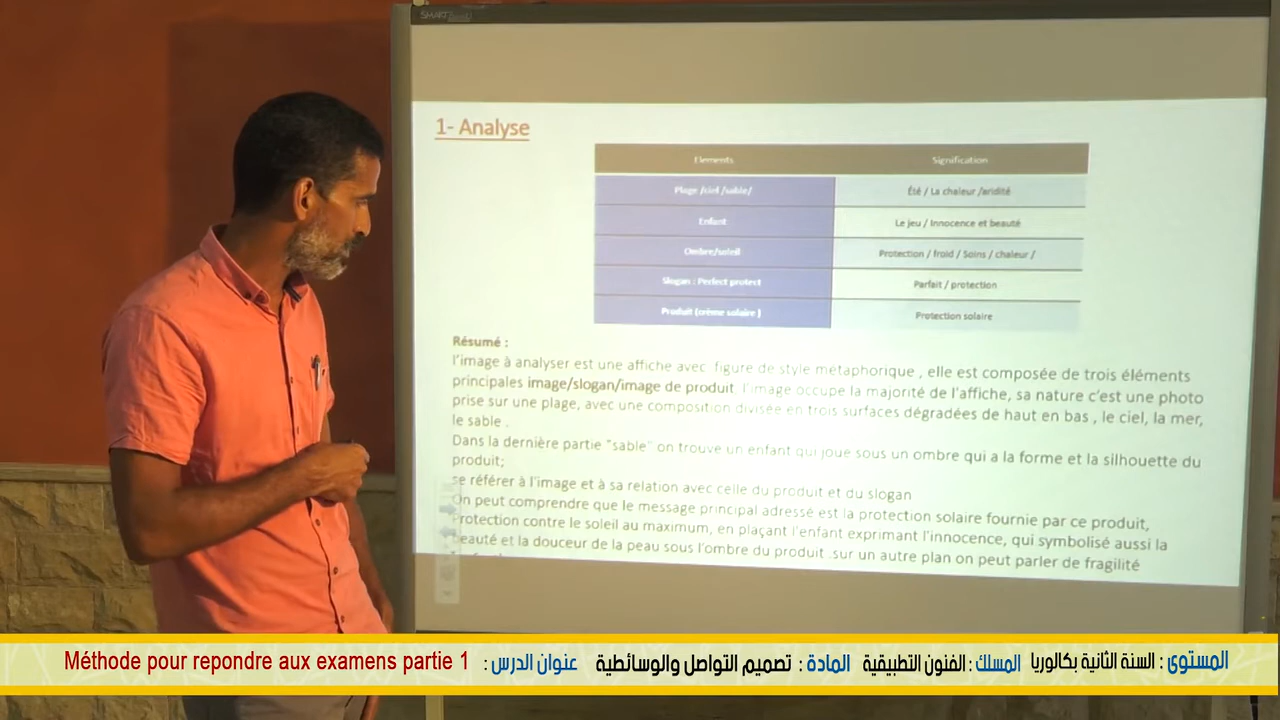 SMART
1- Analyse
Elements Signification
Plage /ciel /sable/ Été / La chaleur /aridité
Enfant Le jeu / Innocence et beauté
Ombre/soleil Protection / froid / Soins / chaleur /
Slogan : Perfect protect Parfait / protection
Produit (crème solaire ) Protection solaire
Résumé :
l'image à analyser est une affiche avec figure de style métaphorique , elle est composée de trois éléments
principales image/slogan/image de produit l'image occupe la majorité de l'affiche, sa nature c'est une photo
prise sur une plage, avec une composition divisée en trois surfaces dégradées de haut en bas , le ciel, la mer,
le sable .
Dans la dernière partie "sable" on trouve un enfant qui joue sous un ombre qui a la forme et la silhouette du
produit;
se référer à l'image et à sa relation avec celle du produit et du slogan
On peut comprendre que le message principal adressé est la protection solaire fournie par ce produit,
Protection contre le soleil au maximum, en plaçant l'enfant exprimant l'innocence, qui symbolisé aussi la
beauté et la douceur de la peau sous l'ombre du produit .sur un autre plan on peut parler de fragilité
المستوى : السنة الثانية بكالوريا المسلك : الفنون التطبيقية المادة : تصميم التواصل والوسائطية عنوان الدرس : Méthode pour repondre aux examens partie 1